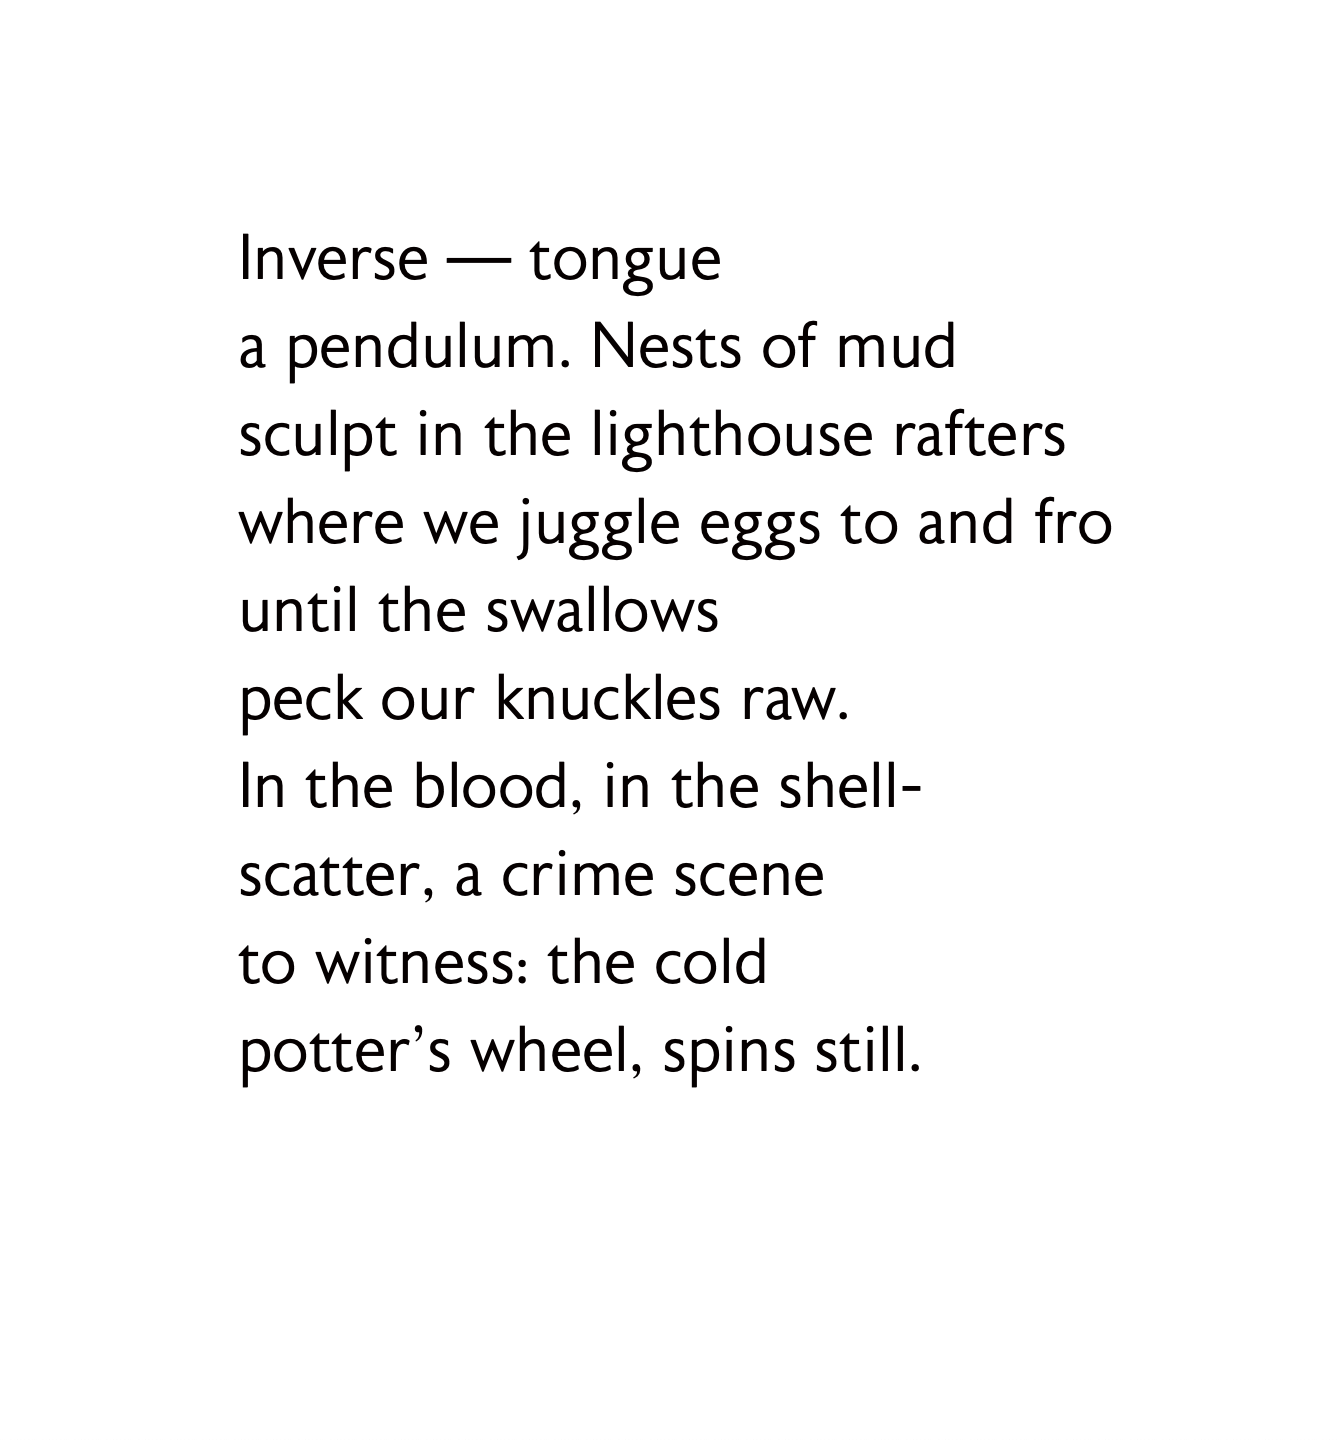 Inverse — tongue
a pendulum. Nests of mud
sculpt in the lighthouse rafters
where we juggle eggs to and fro
until the swallows
peck our knuckles raw.
In the blood, in the shell-
scatter, a crime scene
to witness: the cold
potter’s wheel, spins still.